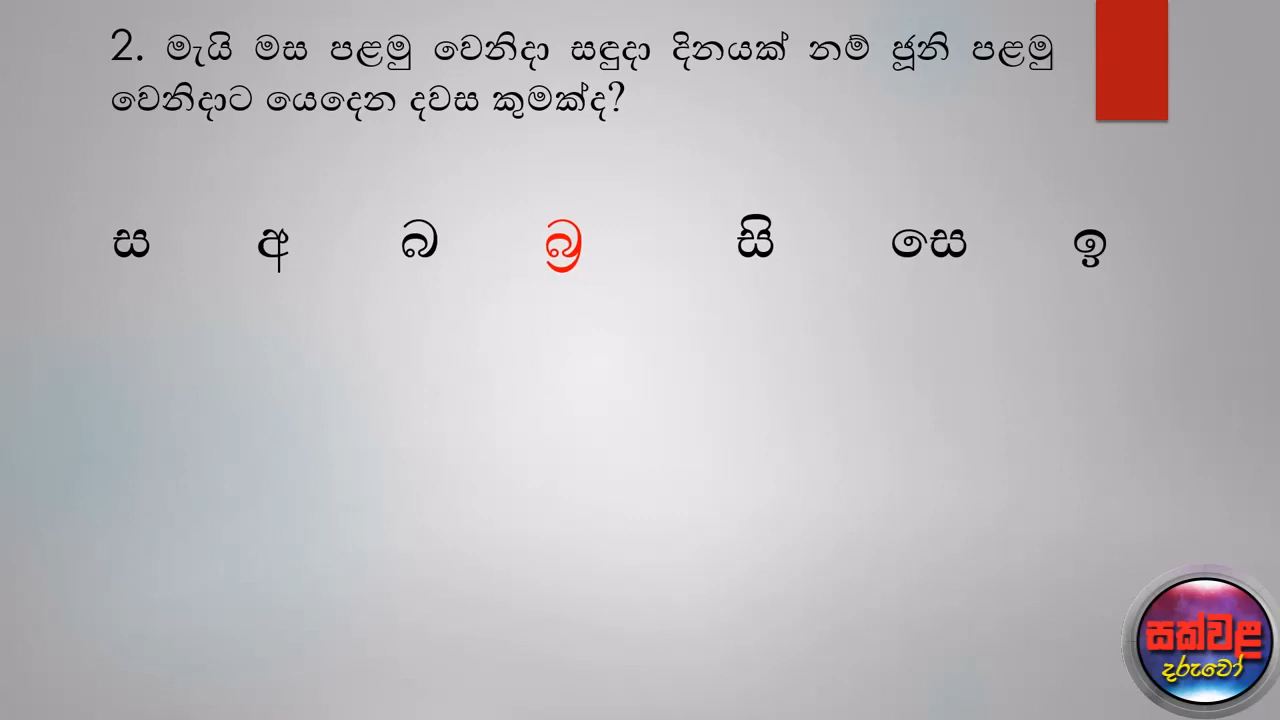 2. මැයි මස පළමු වෙනිදා සඳුදා දිනයක් නම් ජූනි පළමු
වෙනිදාට යෙදෙන දවස කුමක්ද?
ස අ බ බ්‍ර සි සෙ ඉ
සක්වළ
දරුවෝ